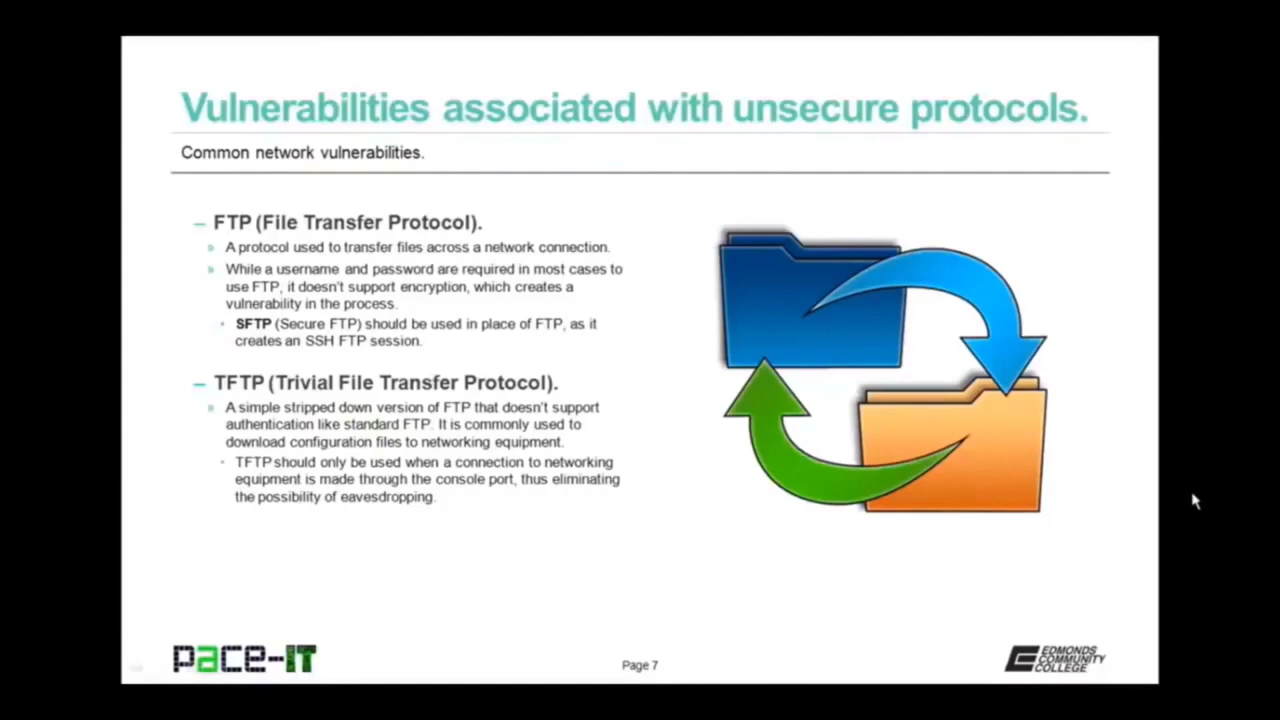 Vulnerabilities associated with unsecure protocols.
Common network vulnerabilities.
– FTP (File Transfer Protocol).
» A protocol used to transfer files across a network connection.
» While a username and password are required in most cases to
use FTP, it doesn't support encryption, which creates a
vulnerability in the process.
• SFTP (Secure FTP) should be used in place of FTP, as it
creates an SSH FTP session.
– TFTP (Trivial File Transfer Protocol).
» A simple stripped down version of FTP that doesn't support
authentication like standard FTP. It is commonly used to
download configuration files to networking equipment.
• TFTP should only be used when a connection to networking
equipment is made through the console port, thus eliminating
the possibility of eavesdropping.
pace-IT
Page 7
EDMONDS
COMMUNITY
COLLEGE